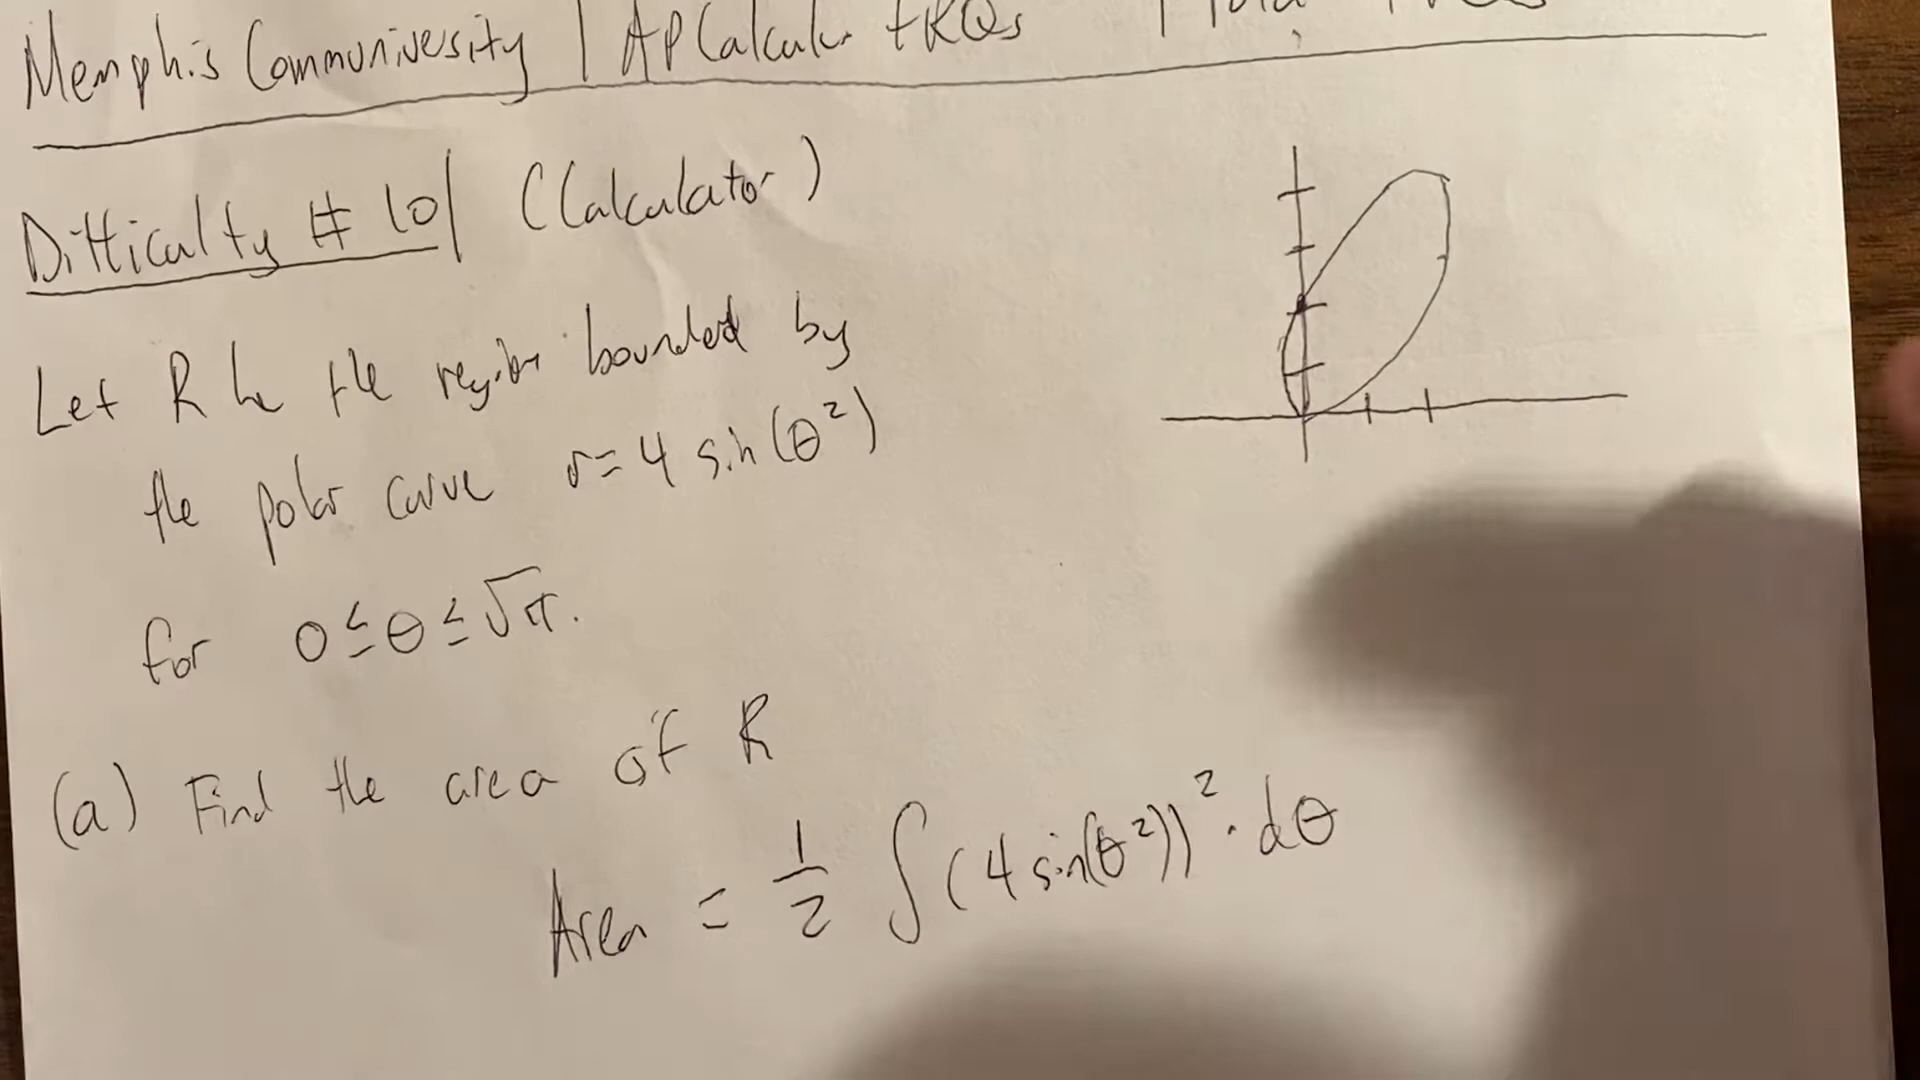 Memphis Communiversity | AP Calculus FRQs |
Difficulty # 10 (Calculator)
Let R be the region bounded by
the polar curve r = 4 sin(θ²)
for 0 ≤ θ ≤ √π.
(a) Find the area of R
Area = 1/2 ∫ (4 sin(θ²))² · dθ